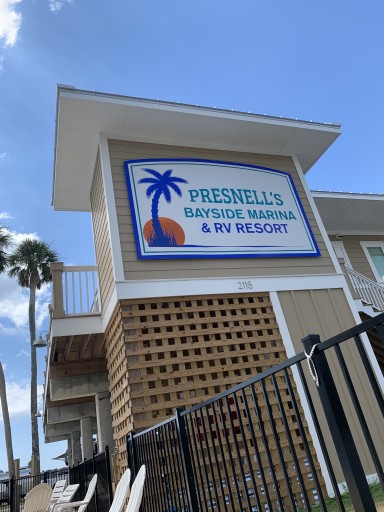 PRESNELL'S
BAYSIDE MARINA
& RV RESORT
2115